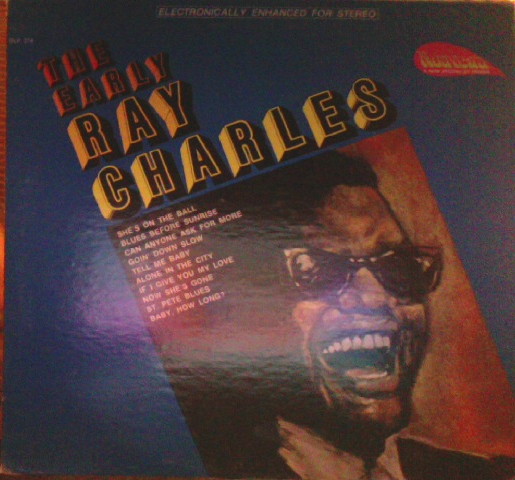 ELECTRONICALLY ENHANCED FOR STEREO
THE
EARLY
RAY
CHARLES
SHE'S ON THE BALL
BLUES BEFORE SUNRISE
CAN ANYONE ASK FOR MORE
GOIN' DOWN SLOW
TELL ME BABY
ALONE IN THE CITY
IF I GIVE YOU MY LOVE
NOW SHE'S GONE
ST. PETE BLUES
BABY, HOW LONG?